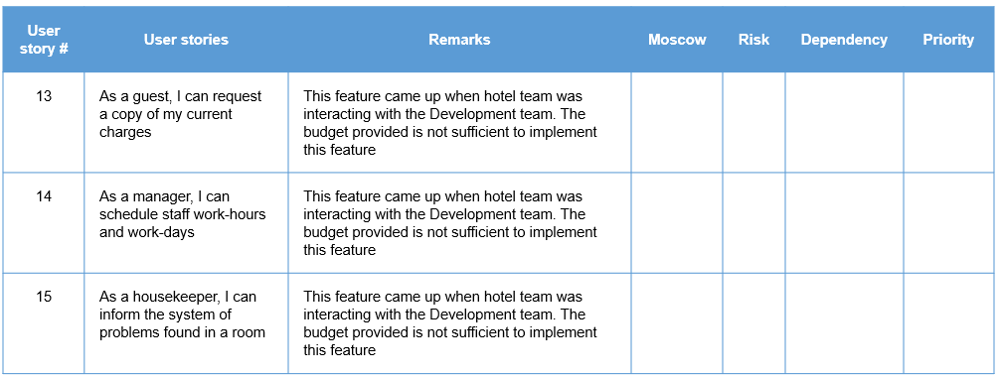 User story #
User stories
Remarks
Moscow
Risk
Dependency
Priority
13
As a guest, I can request
a copy of my current
charges
This feature came up when hotel team was
interacting with the Development team. The
budget provided is not sufficient to implement
this feature
14
As a manager, I can
schedule staff work-hours
and work-days
This feature came up when hotel team was
interacting with the Development team. The
budget provided is not sufficient to implement
this feature
15
As a housekeeper, I can
inform the system of
problems found in a room
This feature came up when hotel team was
interacting with the Development team. The
budget provided is not sufficient to implement
this feature